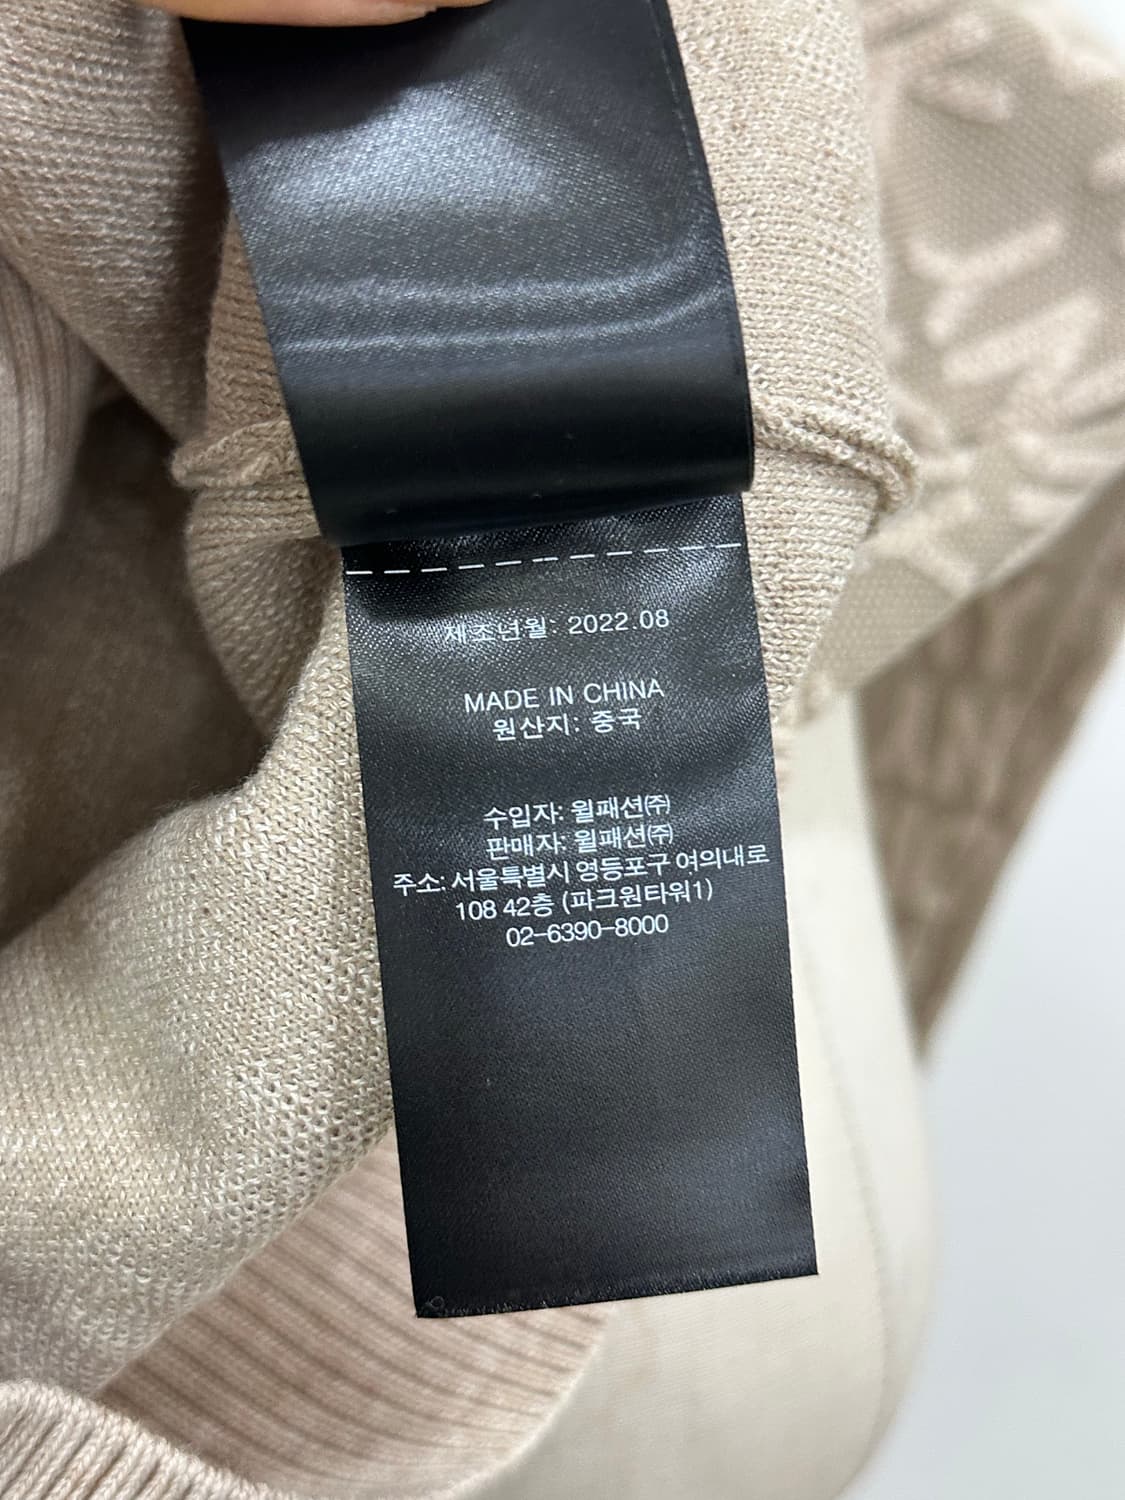 제조년월: 2022.08
MADE IN CHINA
원산지: 중국
수입자: 윌패션㈜
판매자: 윌패션㈜
주소: 서울특별시 영등포구 여의대로
108 42층 (파크원타워1)
02-6390-8000